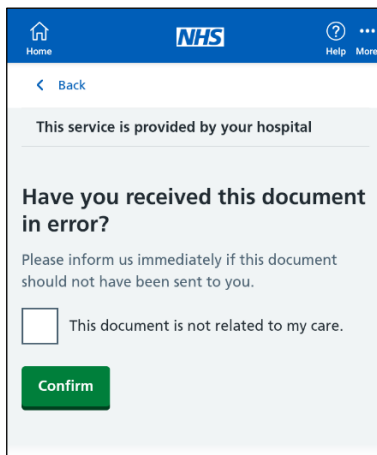 NHS
Home
Help More
Back
This service is provided by your hospital
Have you received this document
in error?
Please inform us immediately if this document
should not have been sent to you.
This document is not related to my care.
Confirm